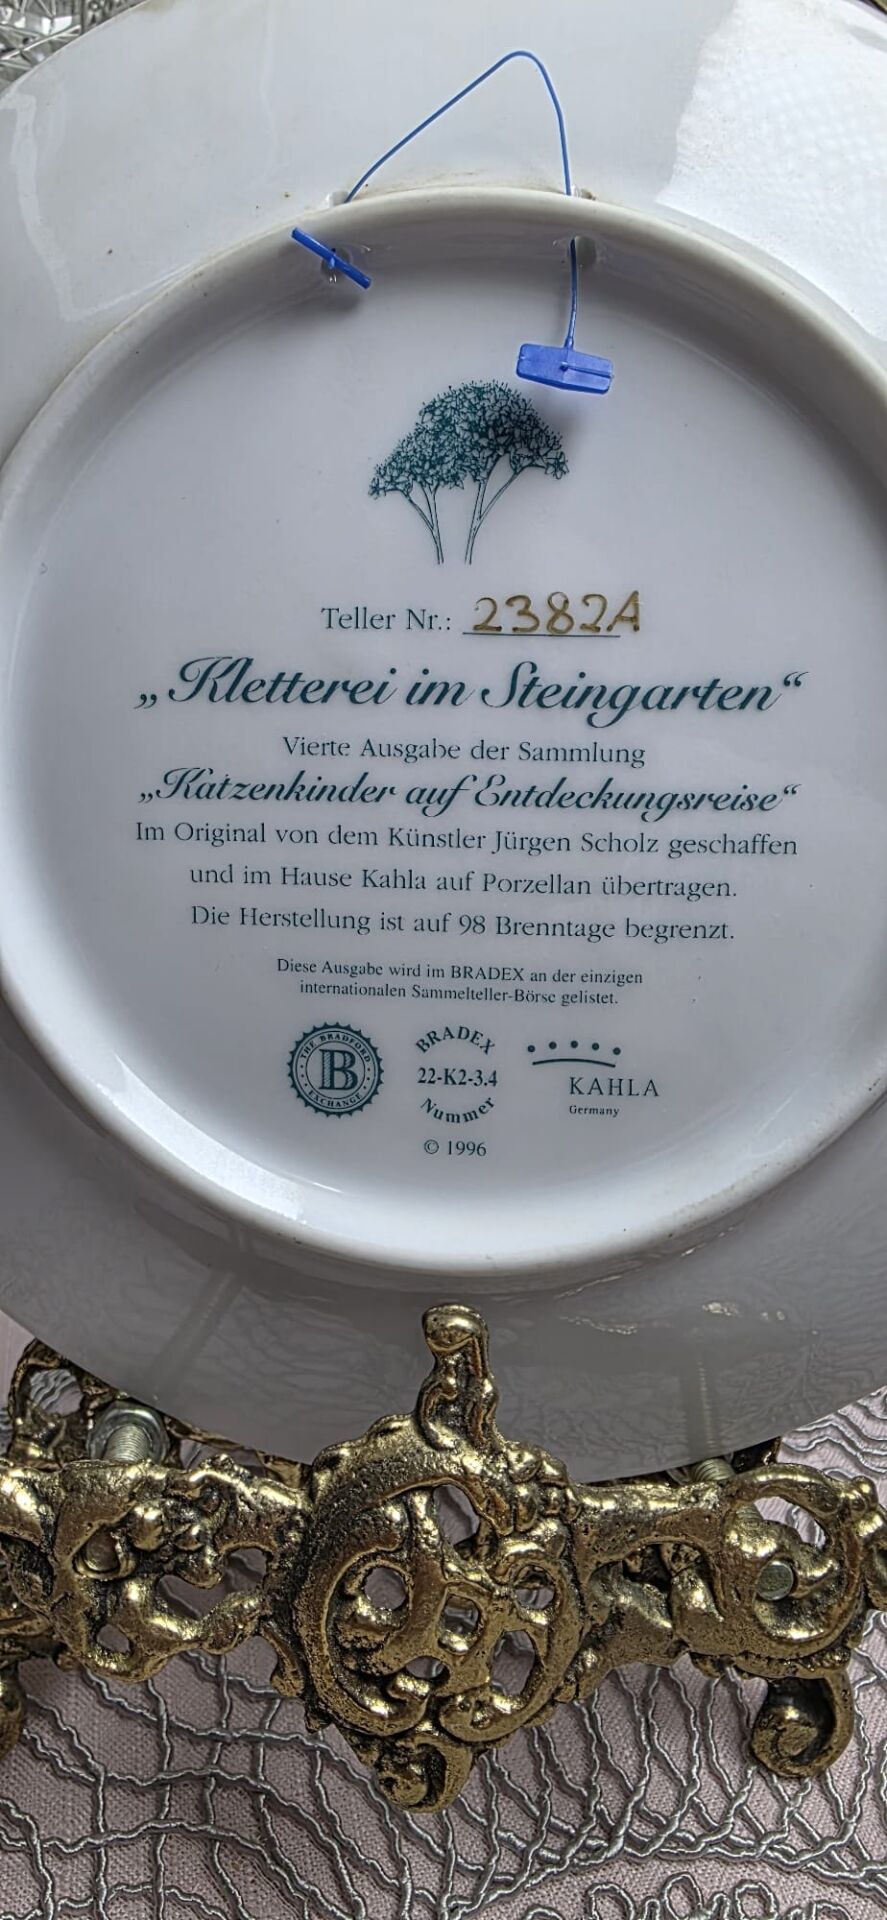 Teller Nr.: 2382A
„Kletterei im Steingarten“
Vierte Ausgabe der Sammlung
„Katzenkinder auf Entdeckungsreise“
Im Original von dem Künstler Jürgen Scholz geschaffen
und im Hause Kahla auf Porzellan übertragen.
Die Herstellung ist auf 98 Brenntage begrenzt.
Diese Ausgabe wird im BRADEX an der einzigen
internationalen Sammelteller-Börse gelistet.
THE BRADFORD
B
EXCHANGE
BRADEX
22-K2-3.4
Nummer
KAHLA
Germany
© 1996